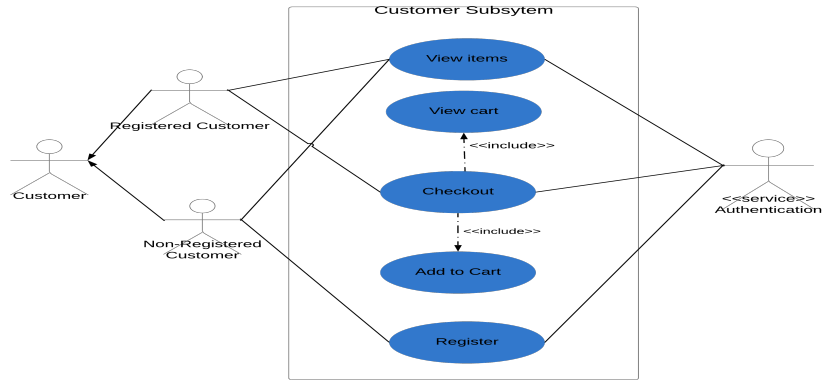 Customer Subsytem
View items
View cart
Registered Customer
<<include>>
Customer
Checkout
<<service>>
Authentication
<<include>>
Non-Registered
Customer
Add to Cart
Register